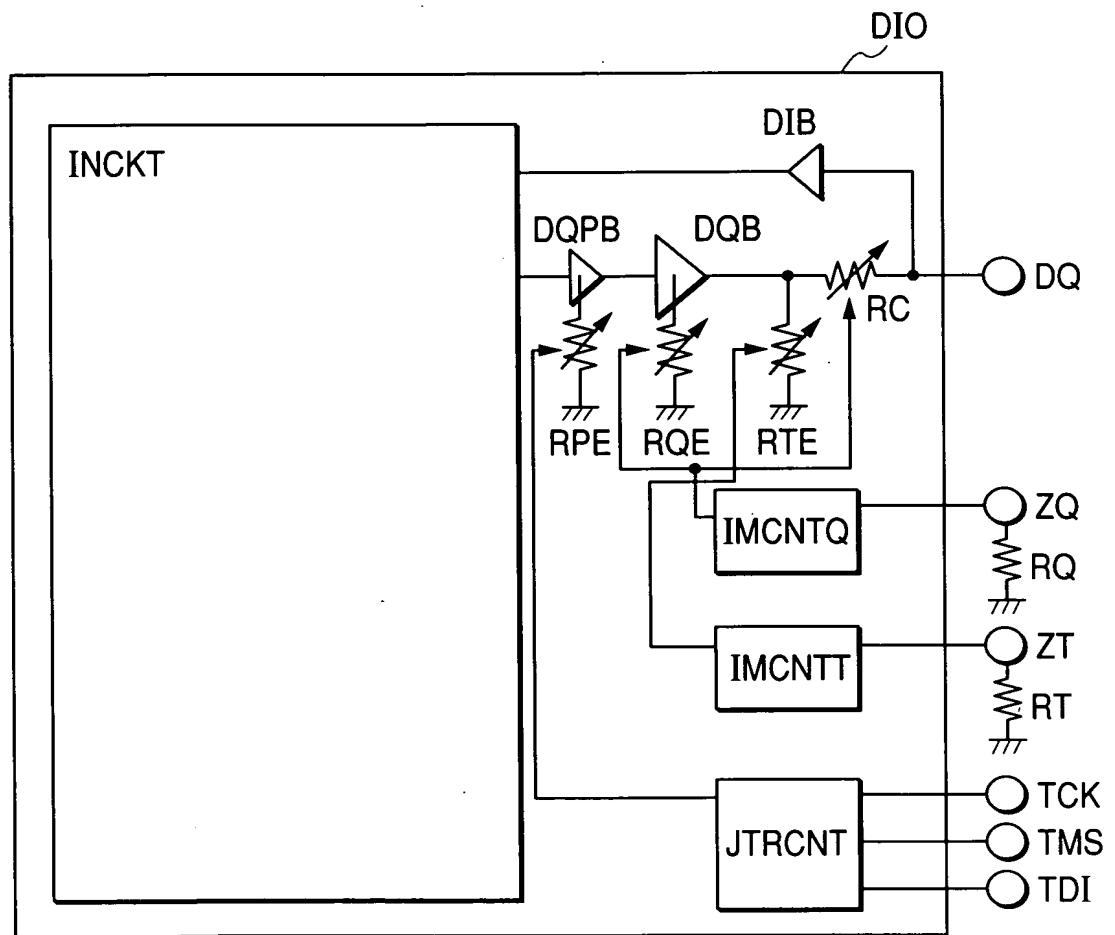 DIO
DIB
INCKT
DQPB
DQB
DQ
RC
RPE
RQE
RTE
IMCNTQ
ZQ
RQ
IMCNTT
ZT
RT
JTRCNT
TCK
TMS
TDI